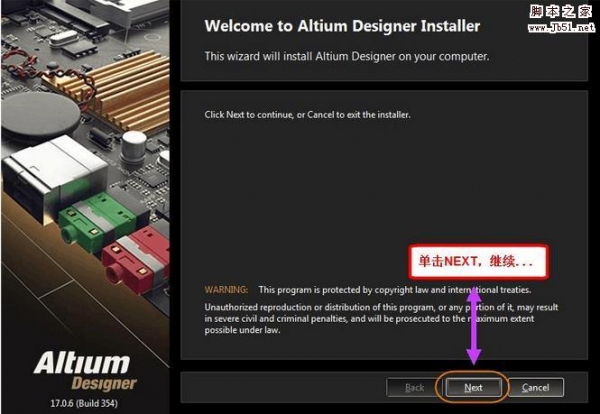 Welcome to Altium Designer Installer
脚本之家
www.Jb51.net
This wizard will install Altium Designer on your computer.
Click Next to continue, or Cancel to exit the installer.
单击NEXT, 继续...
WARNING: This program is protected by copyright law and international treaties.
Unauthorized reproduction or distribution of this program, or any portion of it, may result
in severe civil and criminal penalties, and will be prosecuted to the maximum extent
possible under law.
Altium
Designer
17.0.6 (Build 354)
Back
Next
Cancel